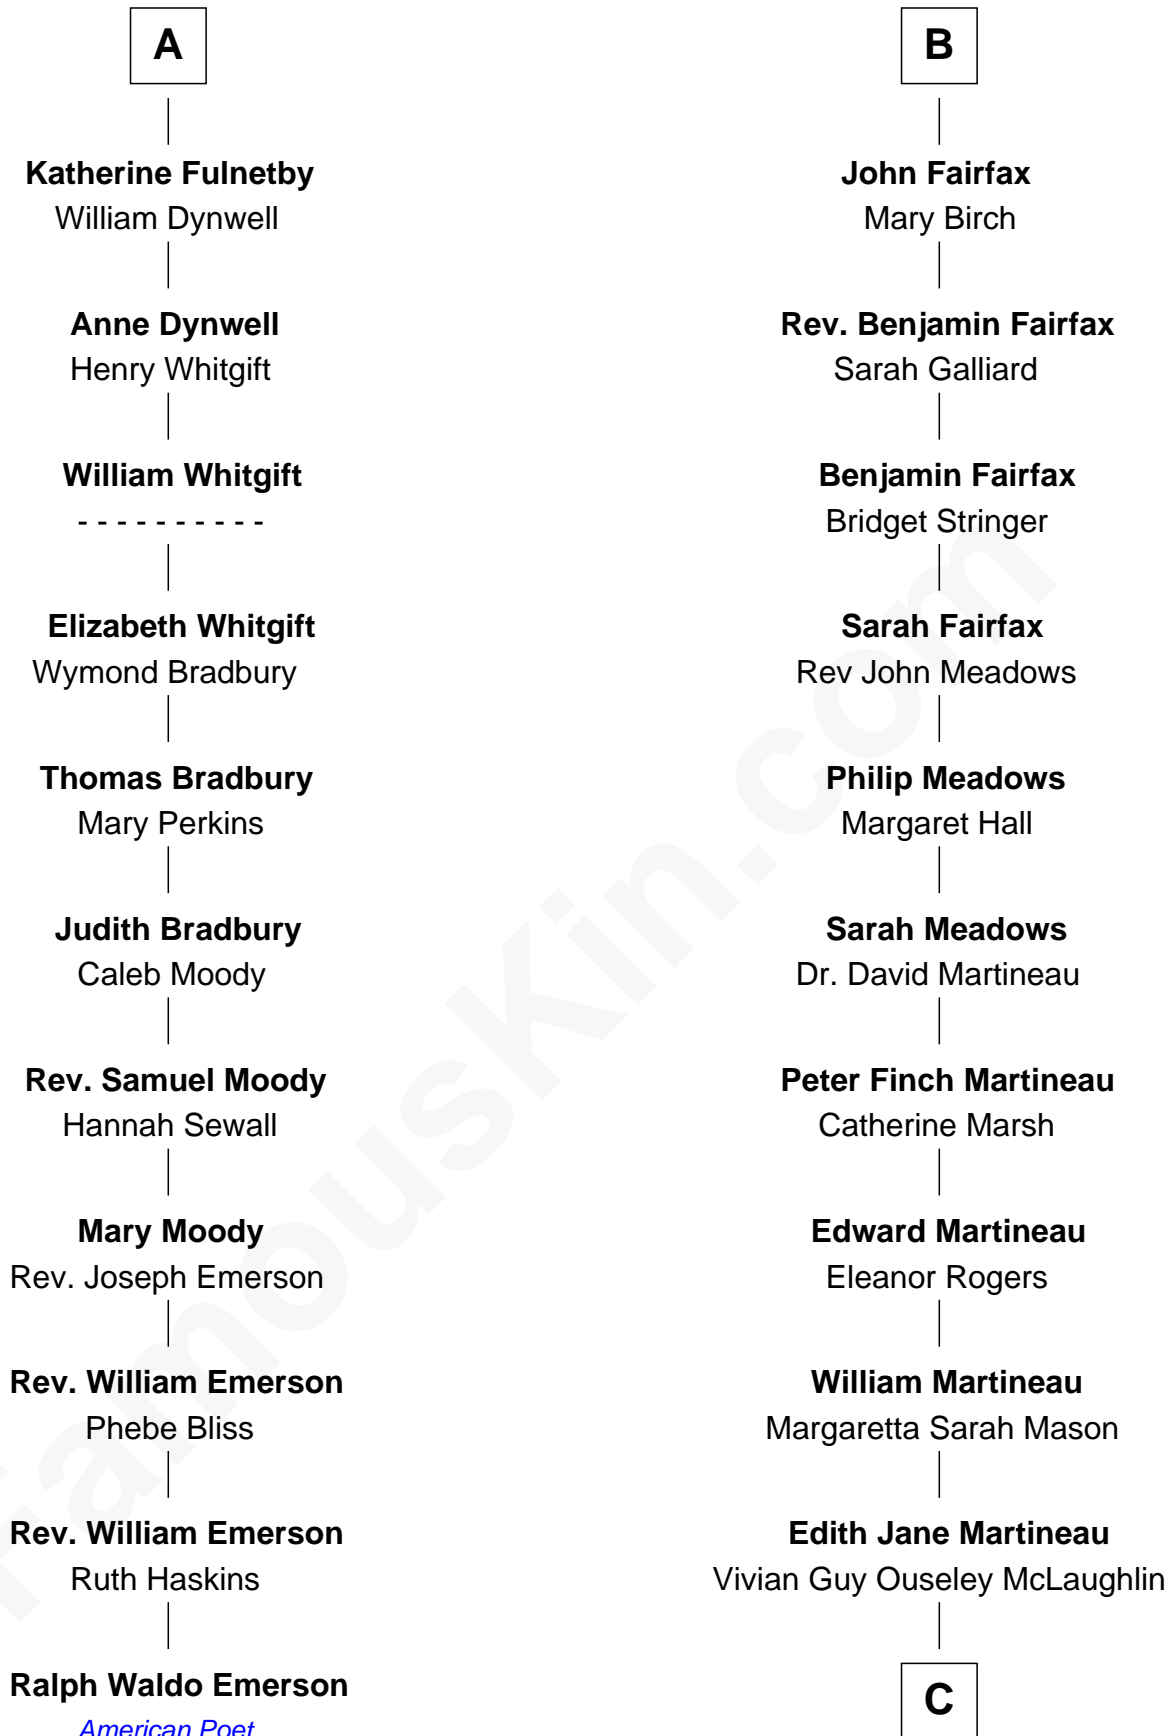 A
Katherine Fulnetby
William Dynwell
Anne Dynwell
Henry Whitgift
William Whitgift
- - - - - - - - - -
Elizabeth Whitgift
Wymond Bradbury
Thomas Bradbury
Mary Perkins
Judith Bradbury
Caleb Moody
Rev. Samuel Moody
Hannah Sewall
Mary Moody
Rev. Joseph Emerson
Rev. William Emerson
Phebe Bliss
Rev. William Emerson
Ruth Haskins
Ralph Waldo Emerson
American Poet
B
John Fairfax
Mary Birch
Rev. Benjamin Fairfax
Sarah Galliard
Benjamin Fairfax
Bridget Stringer
Sarah Fairfax
Rev John Meadows
Philip Meadows
Margaret Hall
Sarah Meadows
Dr. David Martineau
Peter Finch Martineau
Catherine Marsh
Edward Martineau
Eleanor Rogers
William Martineau
Margaretta Sarah Mason
Edith Jane Martineau
Vivian Guy Ouseley McLaughlin
C
FamousKin.com